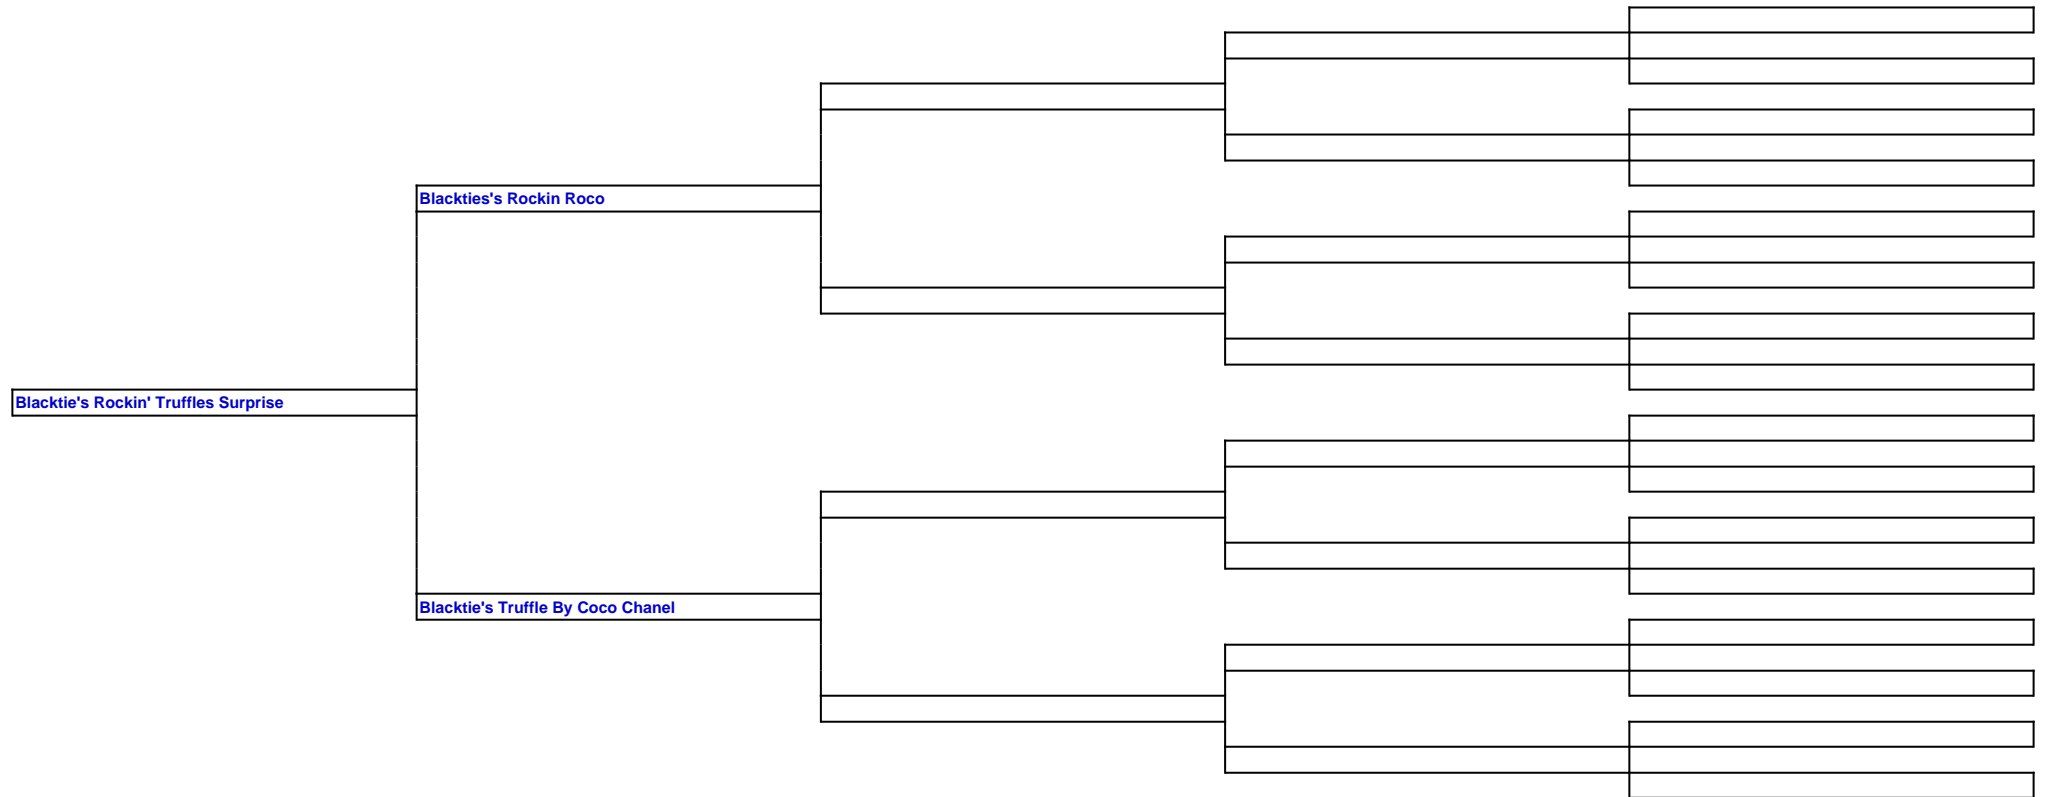 Blackties's Rockin Roco
Blacktie's Rockin' Truffles Surprise
Blacktie's Truffle By Coco Chanel